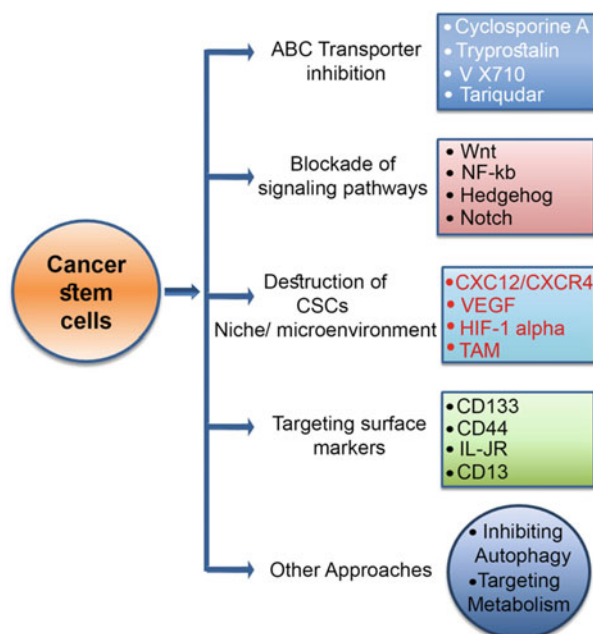 Cancer
stem
cells
ABC Transporter
inhibition
• Cyclosporine A
• Tryprostalin
• V X710
• Tariqudar
Blockade of
signaling pathways
• Wnt
• NF-kb
• Hedgehog
• Notch
Destruction of
CSCs
Niche/ microenvironment
• CXC12/CXCR4
• VEGF
• HIF-1 alpha
• TAM
Targeting surface
markers
• CD133
• CD44
• IL-JR
• CD13
Other Approaches
• Inhibiting
Autophagy
• Targeting
Metabolism